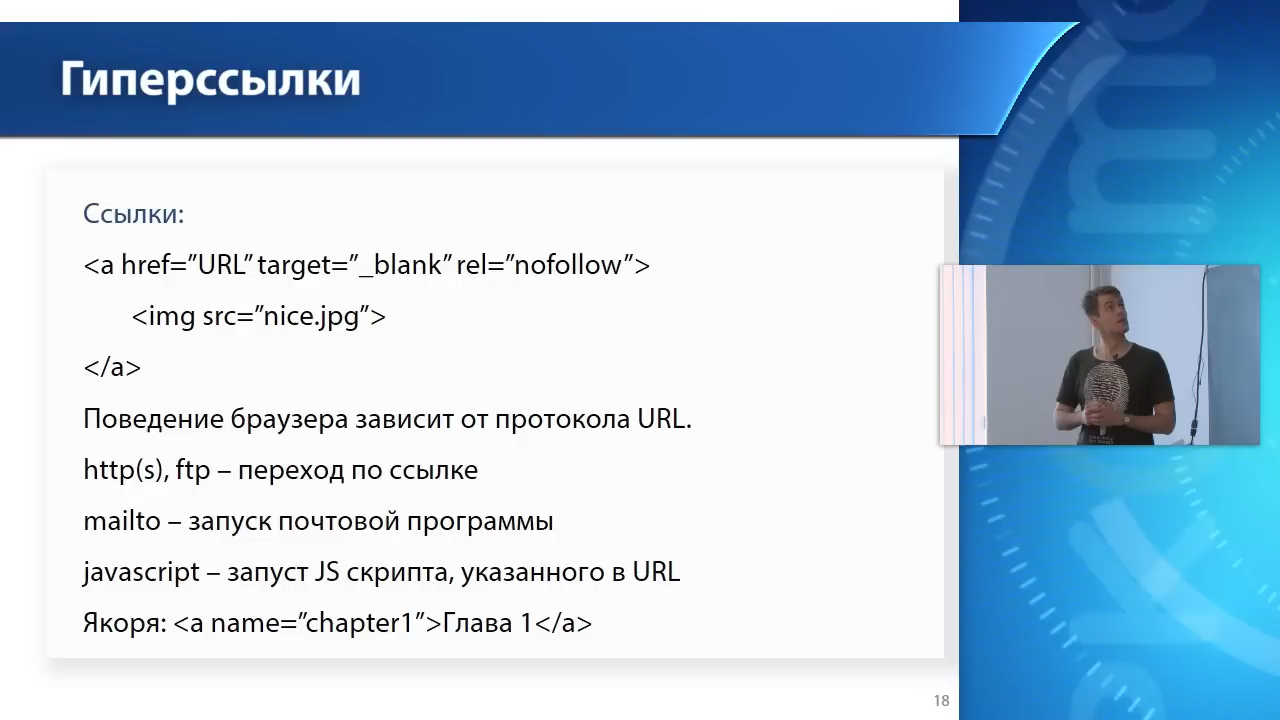 Гиперссылки
Ссылки:
<a href=”URL” target=”_blank” rel=”nofollow”>
<img src=”nice.jpg”>
</a>
Поведение браузера зависит от протокола URL.
http(s), ftp – переход по ссылке
mailto – запуск почтовой программы
javascript – запуст JS скрипта, указанного в URL
Якоря: <a name=”chapter1”>Глава 1</a>
18